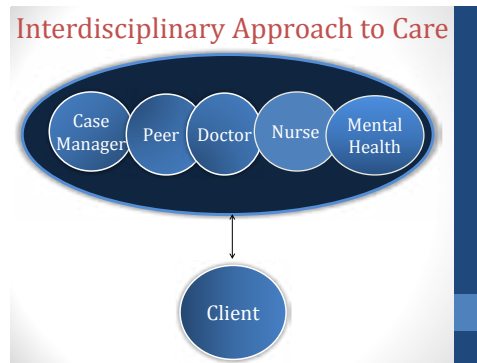 Interdisciplinary Approach to Care
Case
Manager
Peer
Doctor
Nurse
Mental
Health
Client